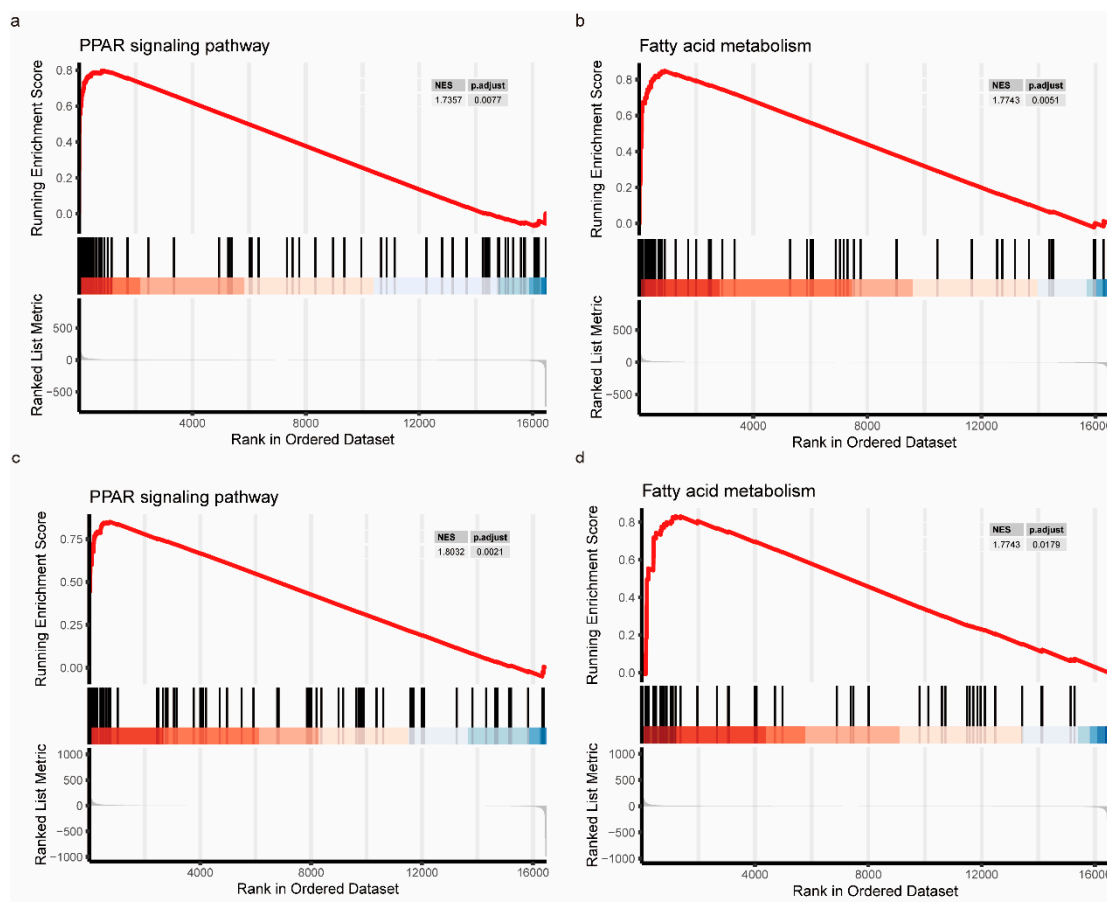 a
PPAR signaling pathway
Running Enrichment Score
0.8
0.6
0.4
0.2
0.0
NES p.adjust
1.7357 0.0077
Ranked List Metric
500
0
−500
4000 8000 12000 16000
Rank in Ordered Dataset
b
Fatty acid metabolism
Running Enrichment Score
0.8
0.6
0.4
0.2
0.0
NES p.adjust
1.7743 0.0051
Ranked List Metric
500
0
−500
4000 8000 12000 16000
Rank in Ordered Dataset
c
PPAR signaling pathway
Running Enrichment Score
0.75
0.50
0.25
0.00
NES p.adjust
1.8032 0.0021
Ranked List Metric
1000
500
0
−500
−1000
4000 8000 12000 16000
Rank in Ordered Dataset
d
Fatty acid metabolism
Running Enrichment Score
0.8
0.6
0.4
0.2
0.0
NES p.adjust
1.7743 0.0179
Ranked List Metric
1000
500
0
−500
−1000
4000 8000 12000 16000
Rank in Ordered Dataset